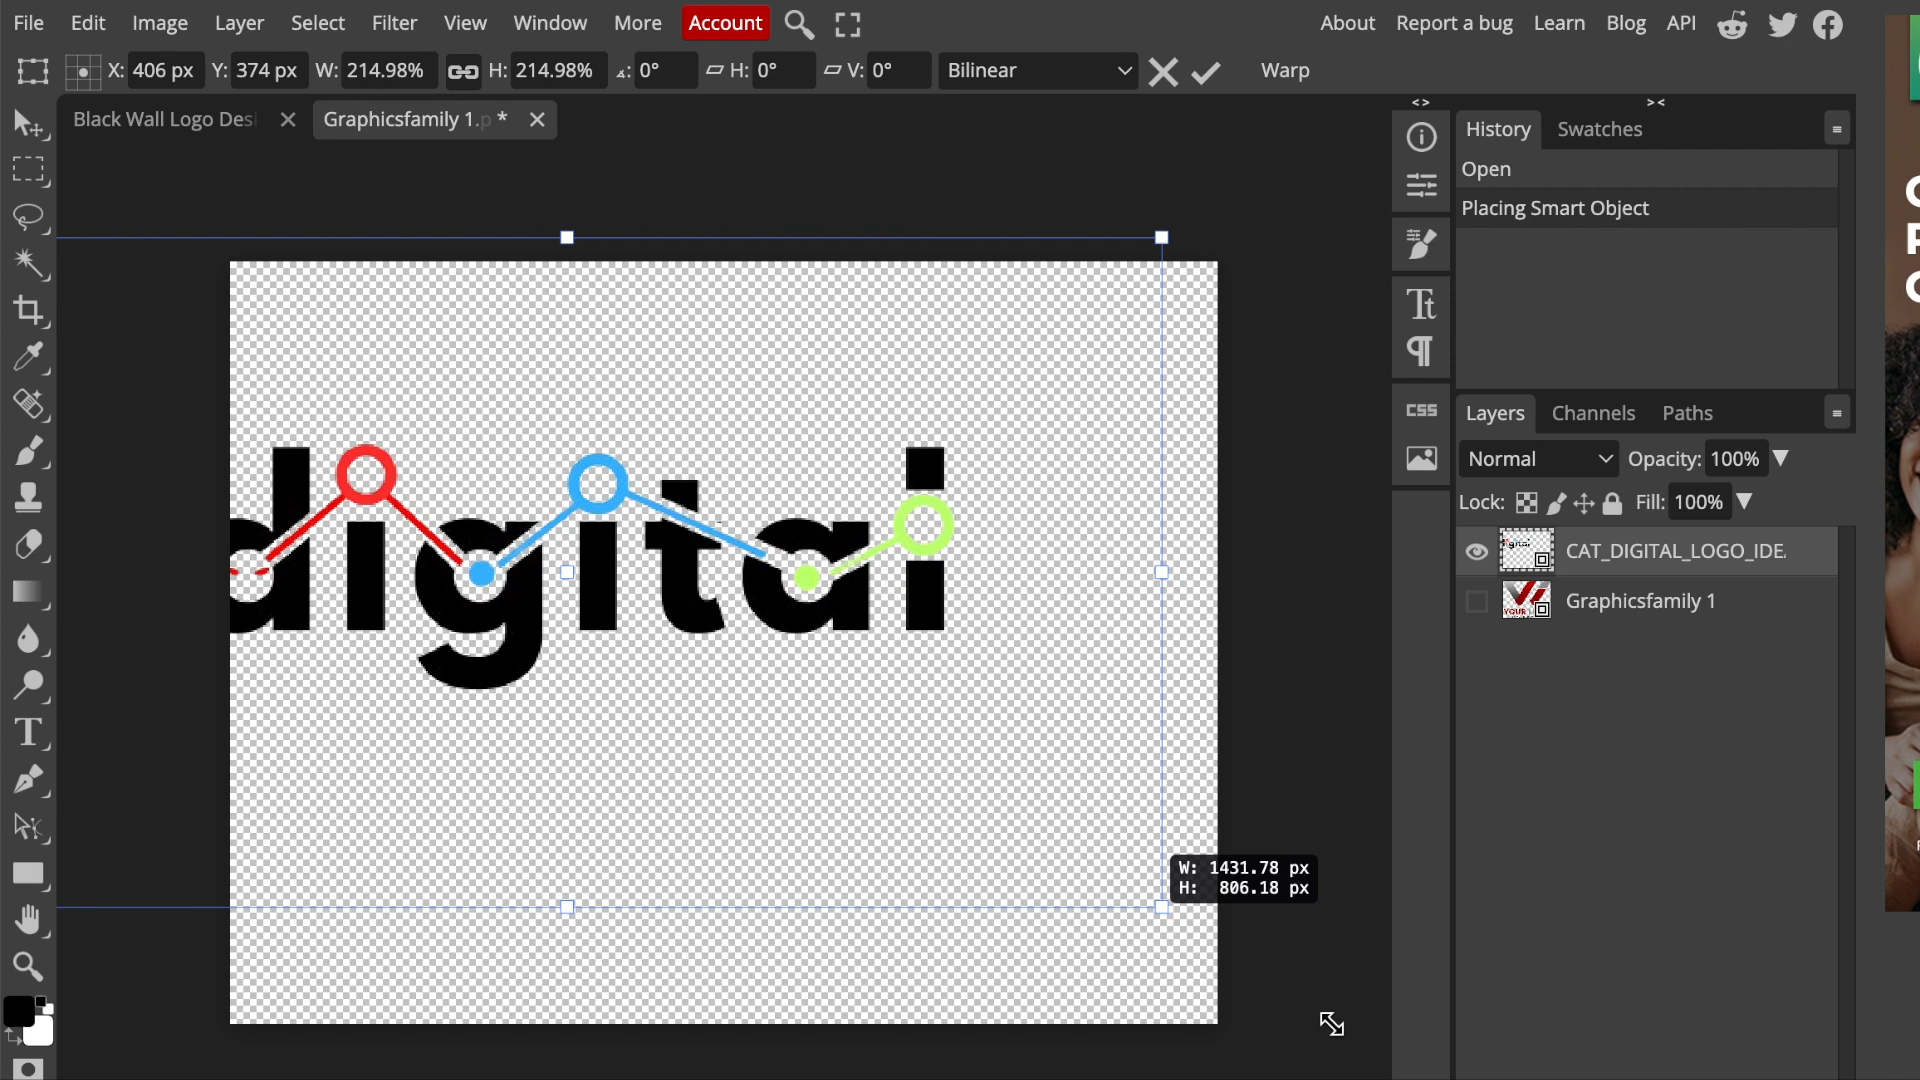 File Edit Image Layer Select Filter View Window More Account About Report a bug Learn Blog API
X: 406 px Y: 374 px W: 214.98% H: 214.98% 0° H: 0° V: 0° Bilinear Warp
Black Wall Logo Desi Graphicsfamily 1.p *
<> ><
History Swatches
Open
Placing Smart Object
Tt
CSS
Layers Channels Paths
Normal Opacity: 100%
Lock: Fill: 100%
CAT_DIGITAL_LOGO_IDE.
Graphicsfamily 1
digital
W: 1431.78 px
H: 806.18 px
T